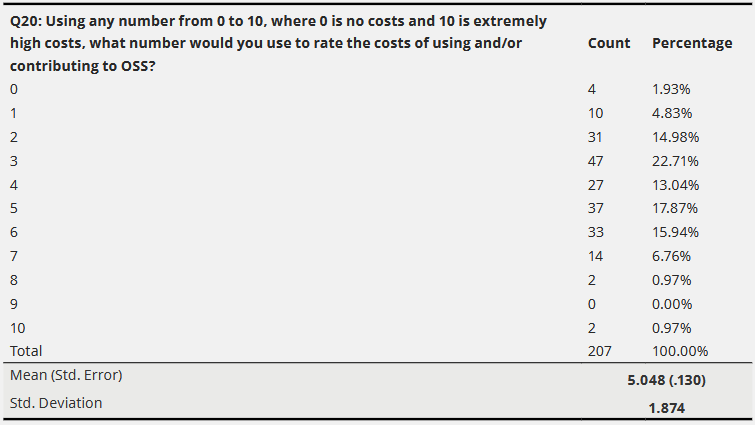 Q20: Using any number from 0 to 10, where 0 is no costs and 10 is extremely
high costs, what number would you use to rate the costs of using and/or Count Percentage
contributing to OSS?
0 4 1.93%
1 10 4.83%
2 31 14.98%
3 47 22.71%
4 27 13.04%
5 37 17.87%
6 33 15.94%
7 14 6.76%
8 2 0.97%
9 0 0.00%
10 2 0.97%
Total 207 100.00%
Mean (Std. Error) 5.048 (.130)
Std. Deviation 1.874